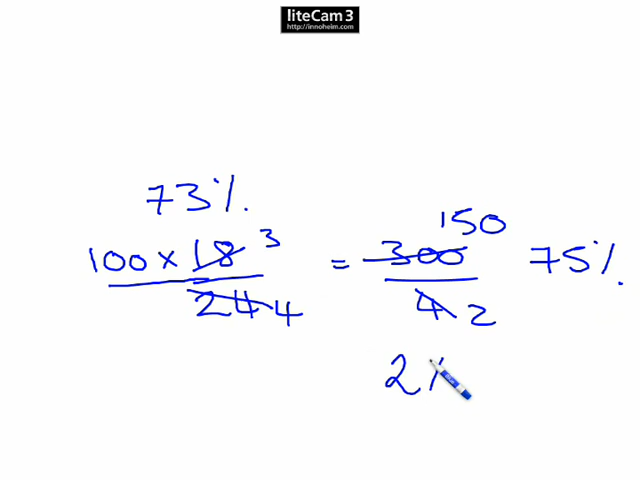 liteCam 3
http://innoheim.com
73%
100 × 18 3 = 300 150 75%
24 4 4 2
2